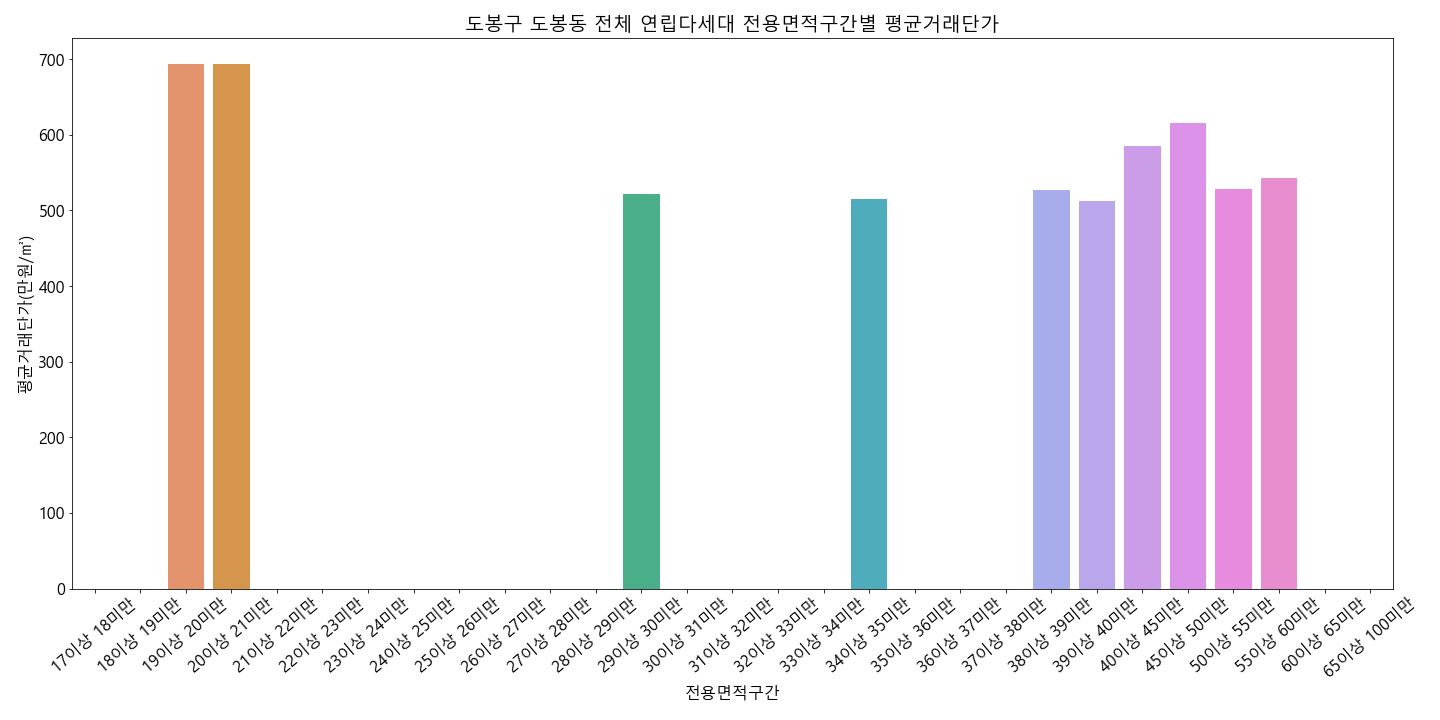 도봉구 도봉동 전체 연립다세대 전용면적구간별 평균거래단가
평균거래단가(만원/㎡)
700
600
500
400
300
200
100
0
17이상 18미만
18이상 19미만
19이상 20미만
20이상 21미만
21이상 22미만
22이상 23미만
23이상 24미만
24이상 25미만
25이상 26미만
26이상 27미만
27이상 28미만
28이상 29미만
29이상 30미만
30이상 31미만
31이상 32미만
32이상 33미만
33이상 34미만
34이상 35미만
35이상 36미만
36이상 37미만
37이상 38미만
38이상 39미만
39이상 40미만
40이상 45미만
45이상 50미만
50이상 55미만
55이상 60미만
60이상 65미만
65이상 100미만
전용면적구간